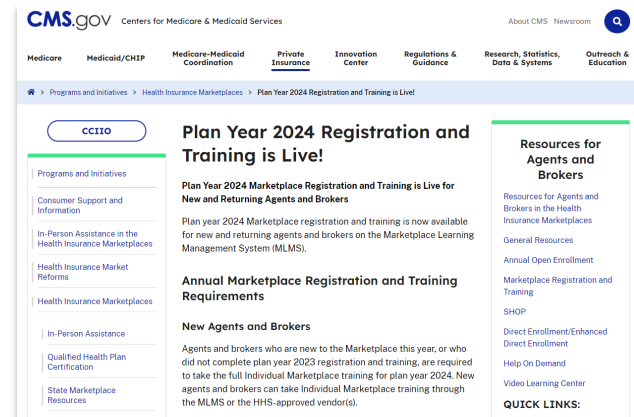 CMS.gov Centers for Medicare & Medicaid Services
About CMS Newsroom
Medicare
Medicaid/CHIP
Medicare-Medicaid
Coordination
Private
Insurance
Innovation
Center
Regulations &
Guidance
Research, Statistics,
Data & Systems
Outreach &
Education
> Programs and Initiatives > Health Insurance Marketplaces > Plan Year 2024 Registration and Training is Live!
CCIIO
Programs and Initiatives
Consumer Support and
Information
In-Person Assistance in the
Health Insurance Marketplaces
Health Insurance Market
Reforms
Health Insurance Marketplaces
In-Person Assistance
Qualified Health Plan
Certification
State Marketplace
Resources
Plan Year 2024 Registration and
Training is Live!
Plan Year 2024 Marketplace Registration and Training is Live for
New and Returning Agents and Brokers
Plan year 2024 Marketplace registration and training is now available
for new and returning agents and brokers on the Marketplace Learning
Management System (MLMS).
Annual Marketplace Registration and Training
Requirements
New Agents and Brokers
Agents and brokers who are new to the Marketplace this year, or who
did not complete plan year 2023 registration and training, are required
to take the full Individual Marketplace training for plan year 2024. New
agents and brokers can take Individual Marketplace training through
the MLMS or the HHS-approved vendor(s).
Resources for
Agents and
Brokers
Resources for Agents and
Brokers in the Health
Insurance Marketplaces
General Resources
Annual Open Enrollment
Marketplace Registration and
Training
SHOP
Direct Enrollment/Enhanced
Direct Enrollment
Help On Demand
Video Learning Center
QUICK LINKS: